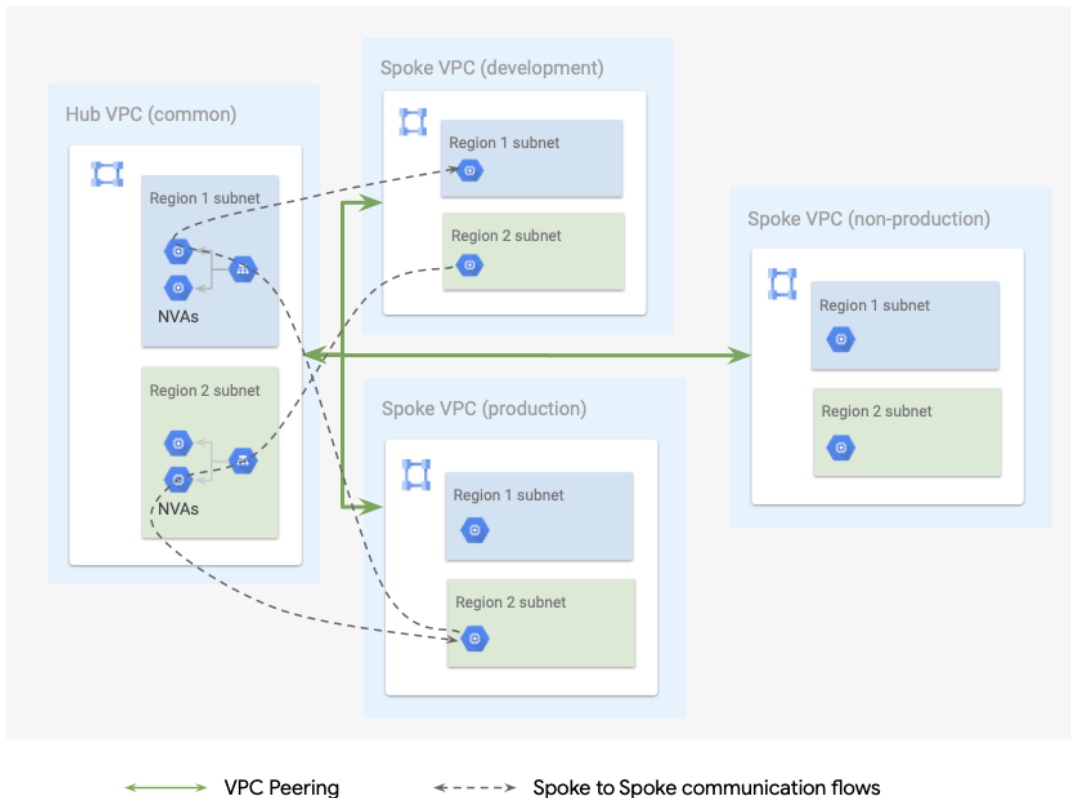 Hub VPC (common)
Region 1 subnet
NVAs
Region 2 subnet
NVAs
Spoke VPC (development)
Region 1 subnet
Region 2 subnet
Spoke VPC (production)
Region 1 subnet
Region 2 subnet
Spoke VPC (non-production)
Region 1 subnet
Region 2 subnet
VPC Peering
Spoke to Spoke communication flows